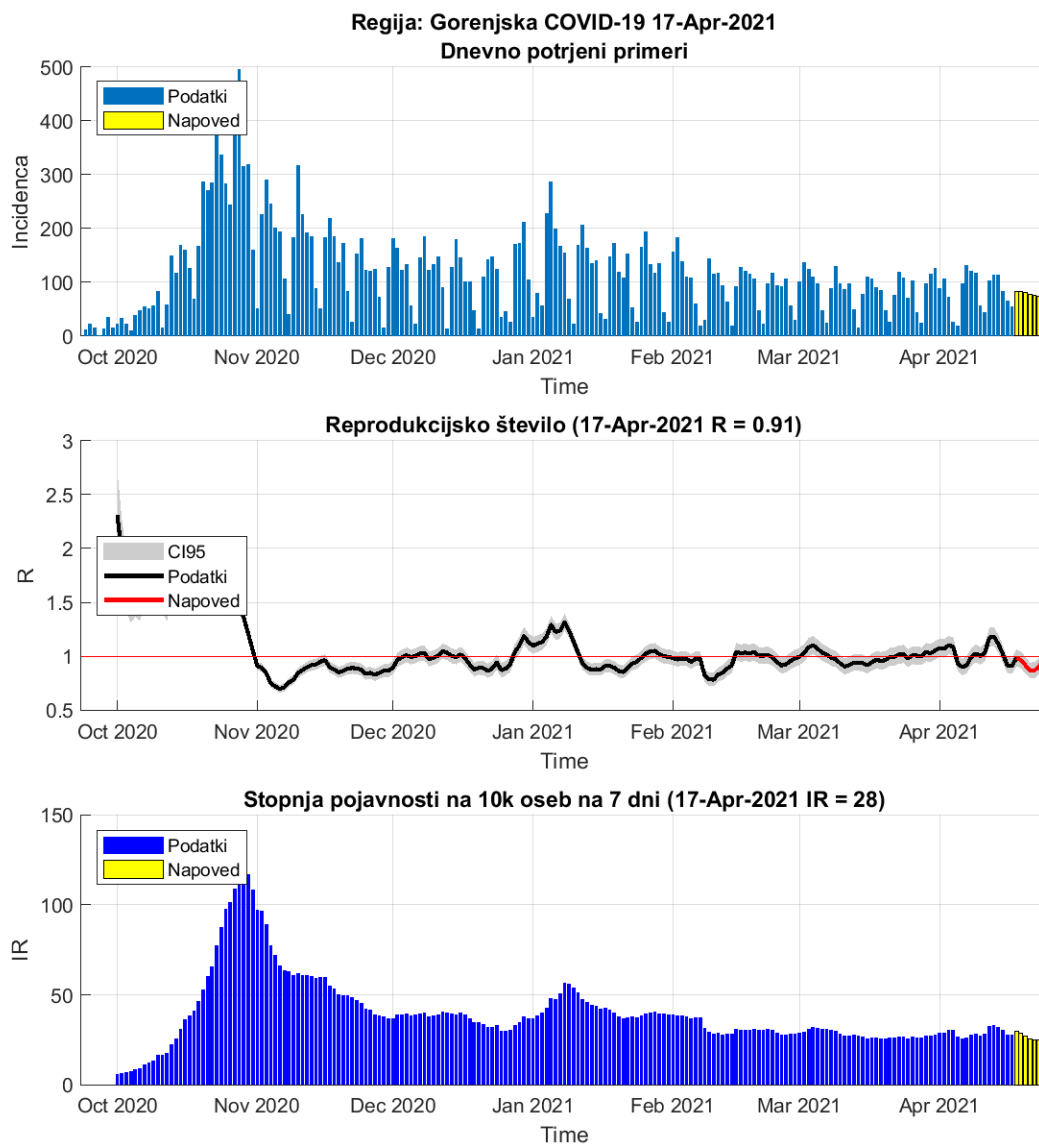 Regija: Gorenjska COVID-19 17-Apr-2021
Dnevno potrjeni primeri
500
400
300
200
100
0
Incidenca
Podatki
Napoved
Oct 2020 Nov 2020 Dec 2020 Jan 2021 Feb 2021 Mar 2021 Apr 2021
Time
Reprodukcijsko število (17-Apr-2021 R = 0.91)
3
2.5
2
1.5
1
0.5
R
CI95
Podatki
Napoved
Oct 2020 Nov 2020 Dec 2020 Jan 2021 Feb 2021 Mar 2021 Apr 2021
Time
Stopnja pojavnosti na 10k oseb na 7 dni (17-Apr-2021 IR = 28)
150
100
50
0
IR
Podatki
Napoved
Oct 2020 Nov 2020 Dec 2020 Jan 2021 Feb 2021 Mar 2021 Apr 2021
Time